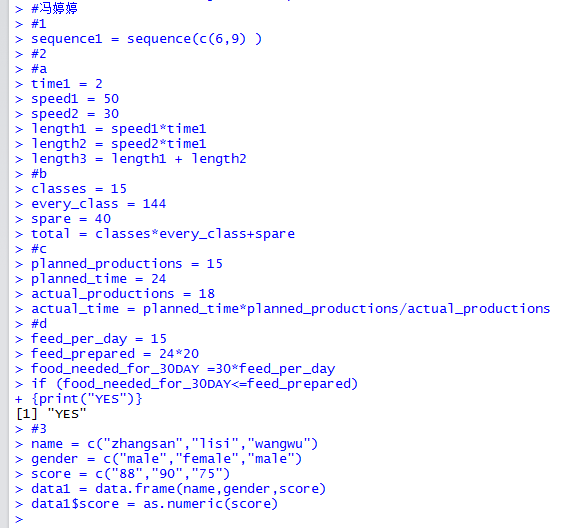 > #冯婷婷
> #1
> sequence1 = sequence(c(6,9) )
> #2
> #a
> time1 = 2
> speed1 = 50
> speed2 = 30
> length1 = speed1*time1
> length2 = speed2*time1
> length3 = length1 + length2
> #b
> classes = 15
> every_class = 144
> spare = 40
> total = classes*every_class+spare
> #c
> planned_productions = 15
> planned_time = 24
> actual_productions = 18
> actual_time = planned_time*planned_productions/actual_productions
> #d
> feed_per_day = 15
> feed_prepared = 24*20
> food_needed_for_30DAY =30*feed_per_day
> if (food_needed_for_30DAY<=feed_prepared)
+ {print("YES")}
[1] "YES"
> #3
> name = c("zhangsan","lisi","wangwu")
> gender = c("male","female","male")
> score = c("88","90","75")
> data1 = data.frame(name,gender,score)
> data1$score = as.numeric(score)
>